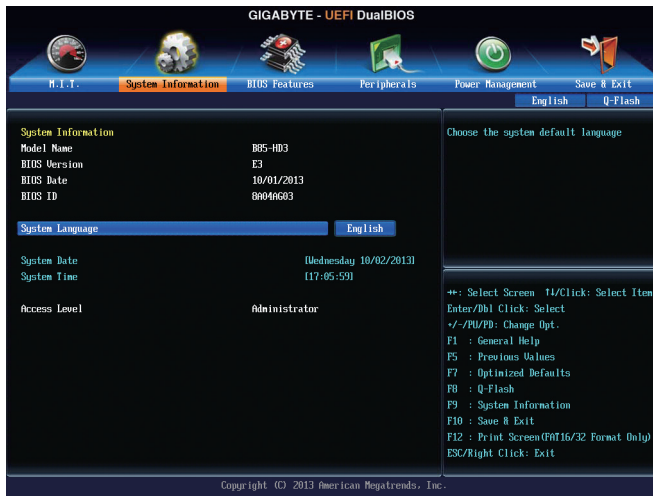 GIGABYTE - UEFI DualBIOS
M.I.T.
System Information
BIOS Features
Peripherals
Power Management
Save & Exit
English
Q-Flash
System Information
Model Name B85-HD3
BIOS Version E3
BIOS Date 10/01/2013
BIOS ID 8A04AG03
System Language English
System Date [Wednesday 10/02/2013]
System Time [17:05:59]
Access Level Administrator
Choose the system default language
→←: Select Screen ↑↓/Click: Select Item
Enter/Dbl Click: Select
+/-/PU/PD: Change Opt.
F1 : General Help
F5 : Previous Values
F7 : Optimized Defaults
F8 : Q-Flash
F9 : System Information
F10 : Save & Exit
F12 : Print Screen(FAT16/32 Format Only)
ESC/Right Click: Exit
Copyright (C) 2013 American Megatrends, Inc.